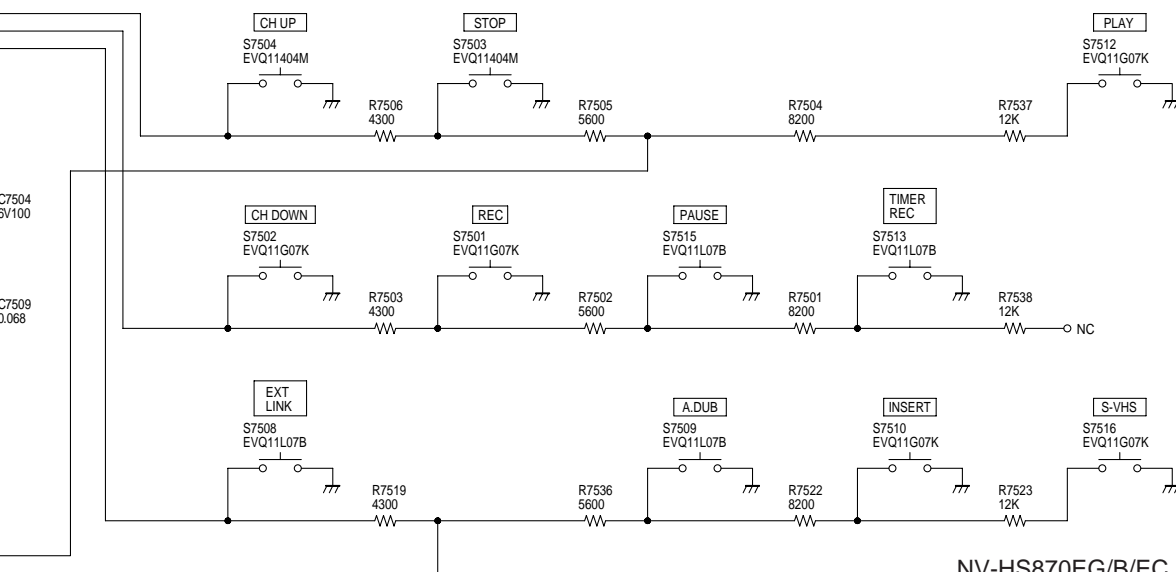 CH UP
STOP
PLAY
S7504
EVQ11404M
S7503
EVQ11404M
S7512
EVQ11G07K
R7506
4300
R7505
5600
R7504
8200
R7537
12K
C7504
6V100
CH DOWN
REC
PAUSE
TIMER
REC
S7502
EVQ11G07K
S7501
EVQ11G07K
S7515
EVQ11L07B
S7513
EVQ11L07B
R7503
4300
R7502
5600
R7501
8200
R7538
12K
C7509
0.068
NC
EXT
LINK
A.DUB
INSERT
S-VHS
S7508
EVQ11L07B
S7509
EVQ11L07B
S7510
EVQ11G07K
S7516
EVQ11G07K
R7519
4300
R7536
5600
R7522
8200
R7523
12K
NV-HS870EG/B/EC